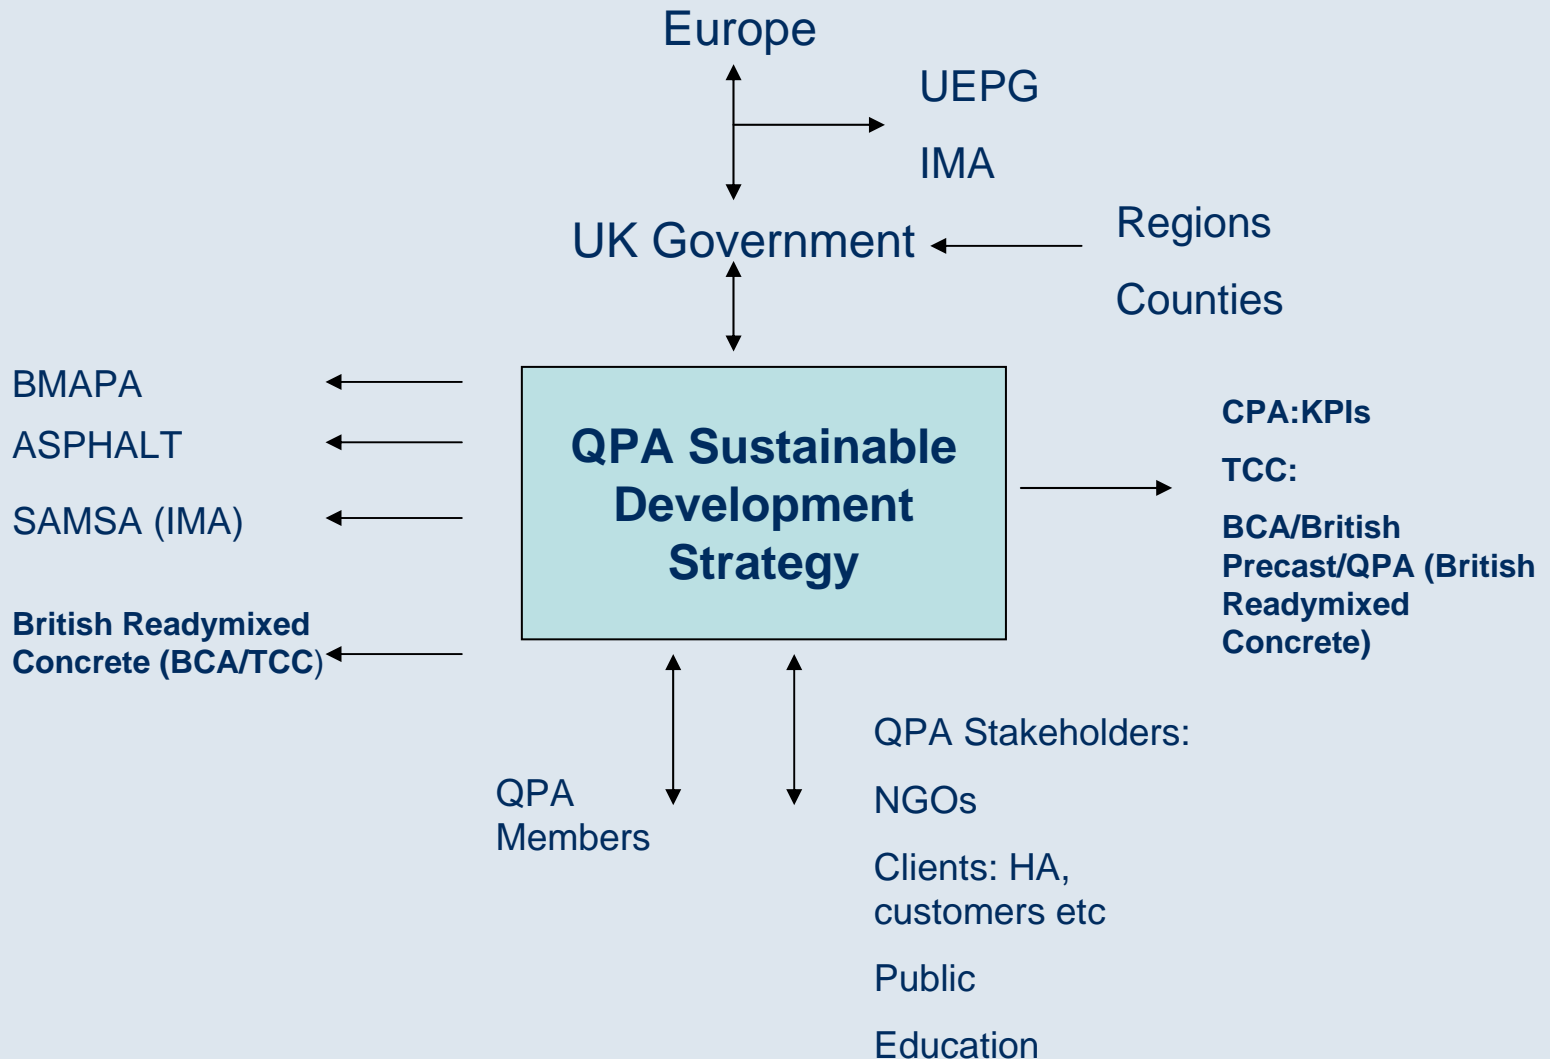 Europe
UEPG
IMA
UK Government
Regions
Counties
BMAPA
ASPHALT
SAMSA (IMA)
British Readymixed
Concrete (BCA/TCC)
QPA Sustainable
Development
Strategy
CPA:KPIs
TCC:
BCA/British
Precast/QPA (British
Readymixed
Concrete)
QPA
Members
QPA Stakeholders:
NGOs
Clients: HA,
customers etc
Public
Education